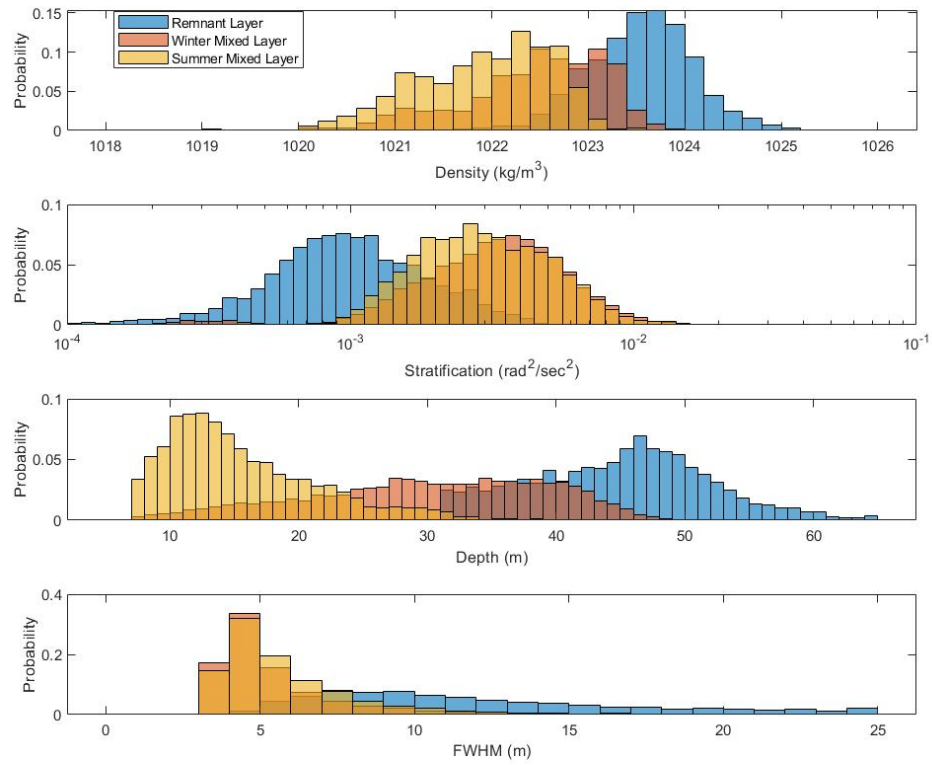 0.15
0.1
0.05
0
Probability
Remnant Layer
Winter Mixed Layer
Summer Mixed Layer
1018 1019 1020 1021 1022 1023 1024 1025 1026
Density (kg/m³)
0.1
0.05
0
Probability
10⁻⁴ 10⁻³ 10⁻² 10⁻¹
Stratification (rad²/sec²)
0.1
0.05
0
Probability
10 20 30 40 50 60
Depth (m)
0.4
0.2
0
Probability
0 5 10 15 20 25
FWHM (m)